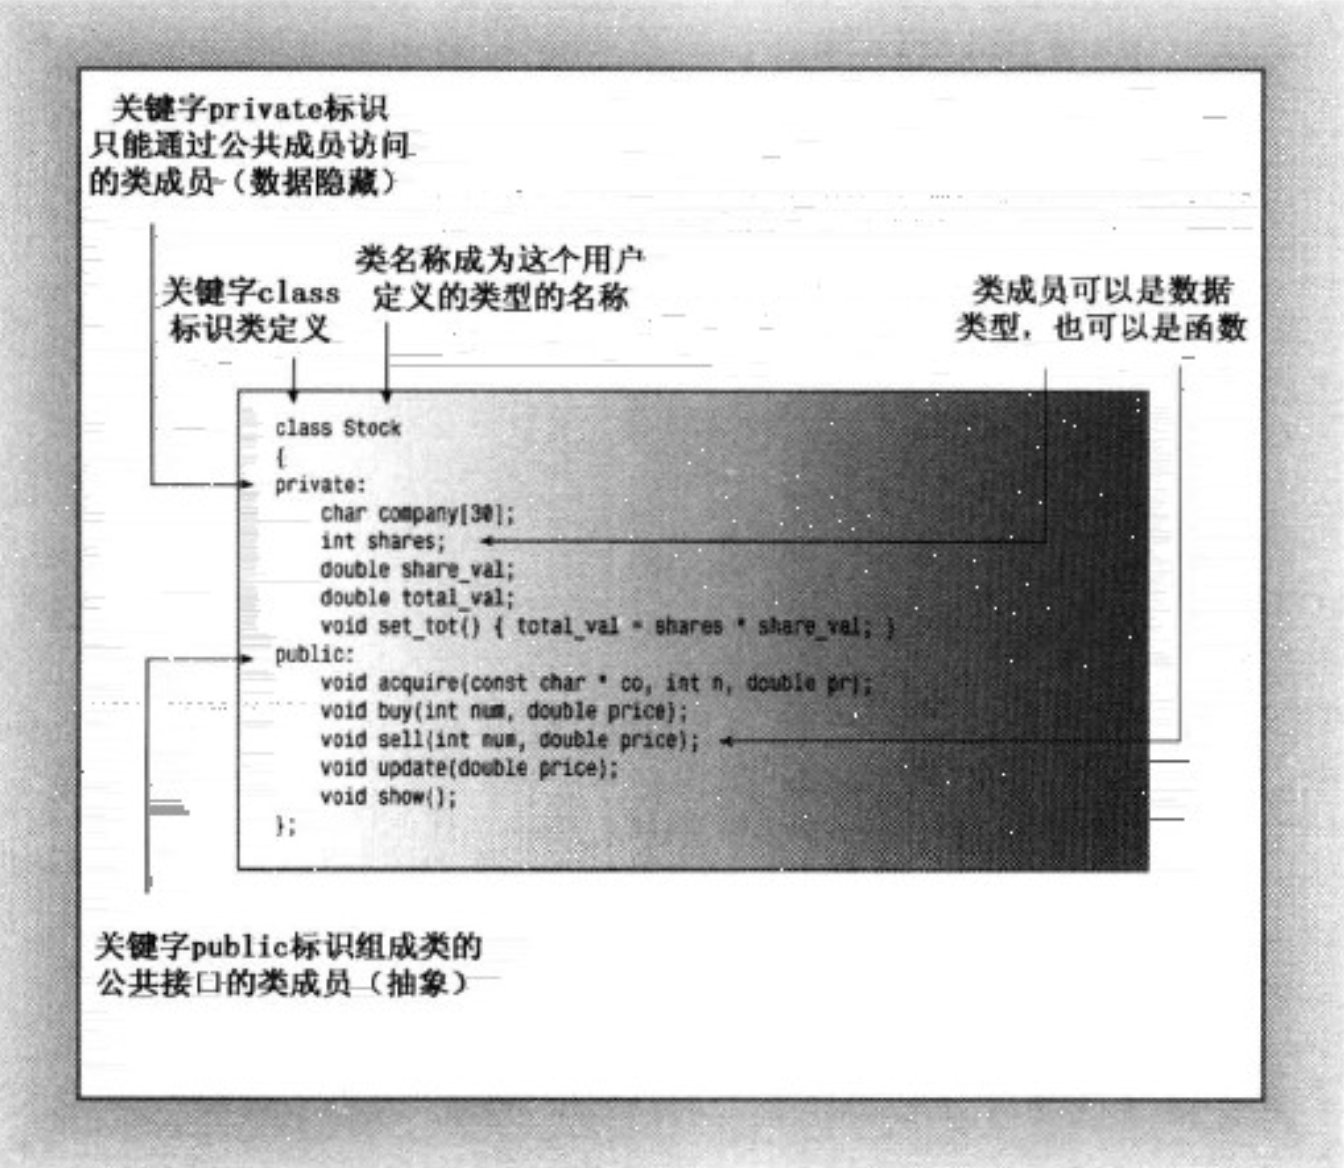 关键字private标识
只能通过公共成员访问
的类成员（数据隐藏）
类名称成为这个用户
定义的类型的名称
关键字class
标识类定义
类成员可以是数据
类型，也可以是函数
class Stock
{
private:
char company[30];
int shares;
double share_val;
double total_val;
void set_tot() { total_val = shares * share_val; }
public:
void acquire(const char * co, int n, double pr);
void buy(int num, double price);
void sell(int num, double price);
void update(double price);
void show();
};
关键字public标识组成类的
公共接口的类成员（抽象）